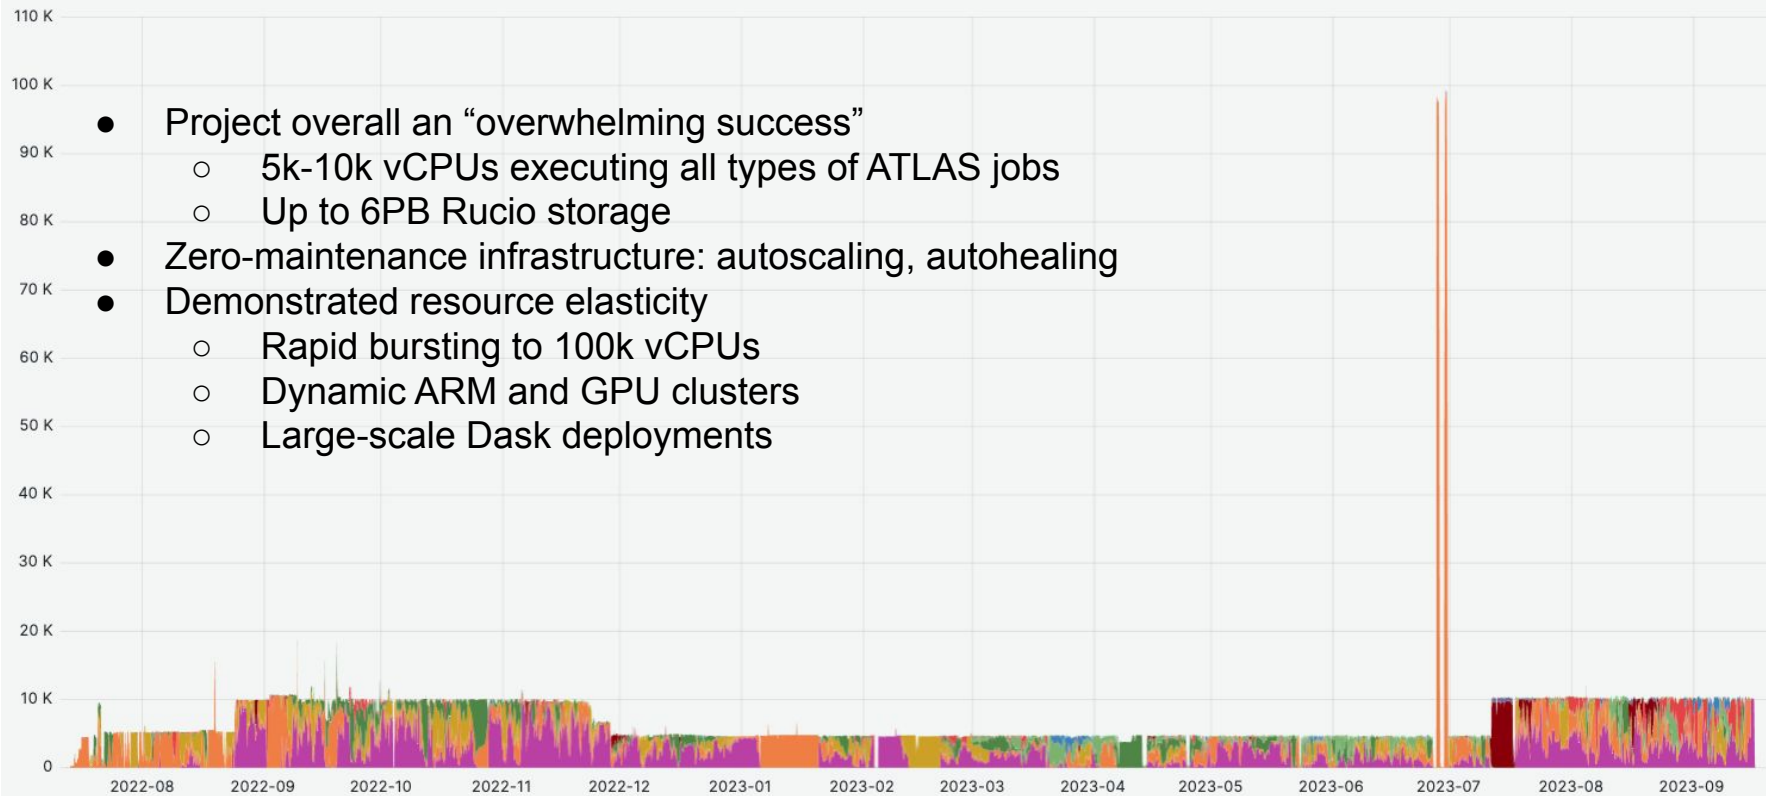 110 K
100 K
● Project overall an “overwhelming success”
90 K
○ 5k-10k vCPUs executing all types of ATLAS jobs
80 K
○ Up to 6PB Rucio storage
● Zero-maintenance infrastructure: autoscaling, autohealing
70 K
● Demonstrated resource elasticity
60 K
○ Rapid bursting to 100k vCPUs
○ Dynamic ARM and GPU clusters
50 K
○ Large-scale Dask deployments
40 K
30 K
20 K
10 K
0
2022-08 2022-09 2022-10 2022-11 2022-12 2023-01 2023-02 2023-03 2023-04 2023-05 2023-06 2023-07 2023-08 2023-09